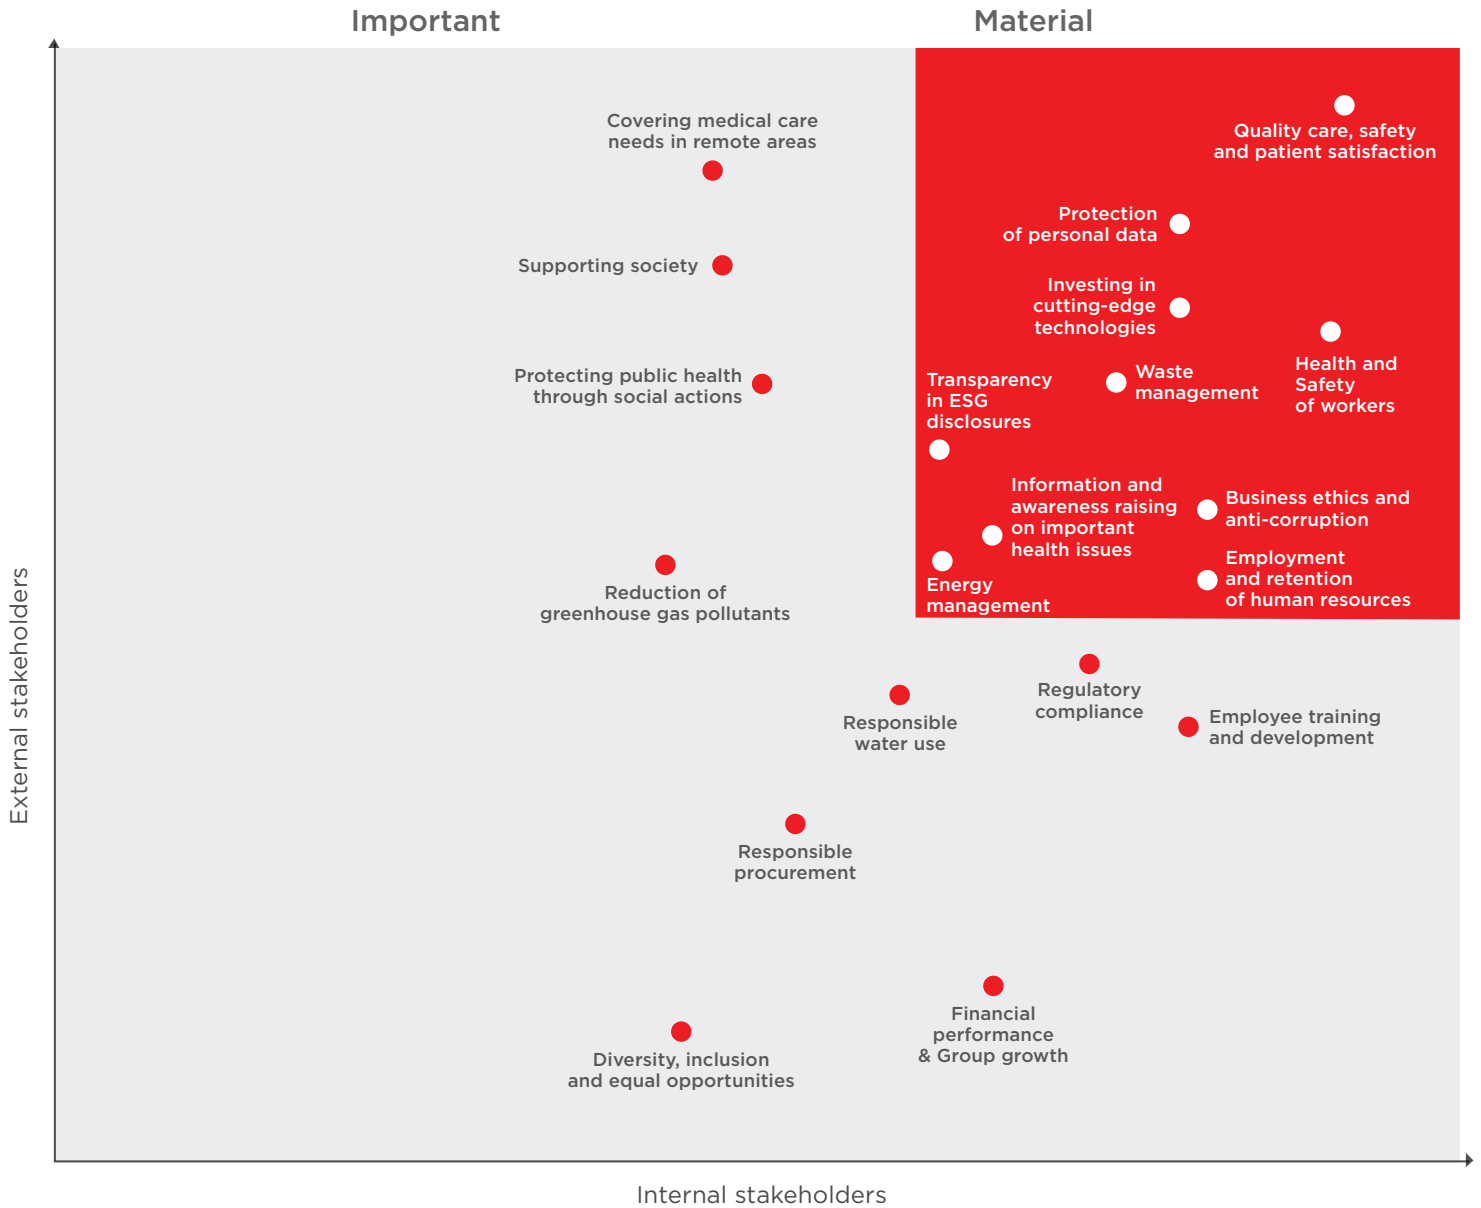 Important
Material
Covering medical care
needs in remote areas
Quality care, safety
and patient satisfaction
Protection
of personal data
Supporting society
Investing in
cutting-edge
technologies
Health and
Safety
of workers
Waste
management
Protecting public health
through social actions
Transparency
in ESG
disclosures
Information and
awareness raising
on important
health issues
Business ethics and
anti-corruption
Employment
and retention
of human resources
Energy
management
Reduction of
greenhouse gas pollutants
Regulatory
compliance
Responsible
water use
Employee training
and development
Responsible
procurement
Financial
performance
& Group growth
Diversity, inclusion
and equal opportunities
External stakeholders
Internal stakeholders